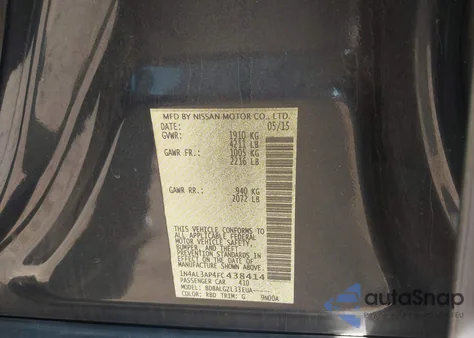 MFD BY NISSAN MOTOR CO., LTD.
DATE: 05/15
GVWR: 1910 KG
4211 LB
GAWR FR.: 1005 KG
2216 LB
GAWR RR.: 940 KG
2072 LB
THIS VEHICLE CONFORMS TO
ALL APPLICABLE FEDERAL
MOTOR VEHICLE SAFETY,
BUMPER, AND THEFT
PREVENTION STANDARDS IN
EFFECT ON THE DATE OF
MANUFACTURE SHOWN ABOVE.
1N4AL3AP4FC438414
PASSENGER CAR 410
MODEL: BDBALGZL33EUA-----
COLOR: RBD TRIM: G 9N00A
autoSnap